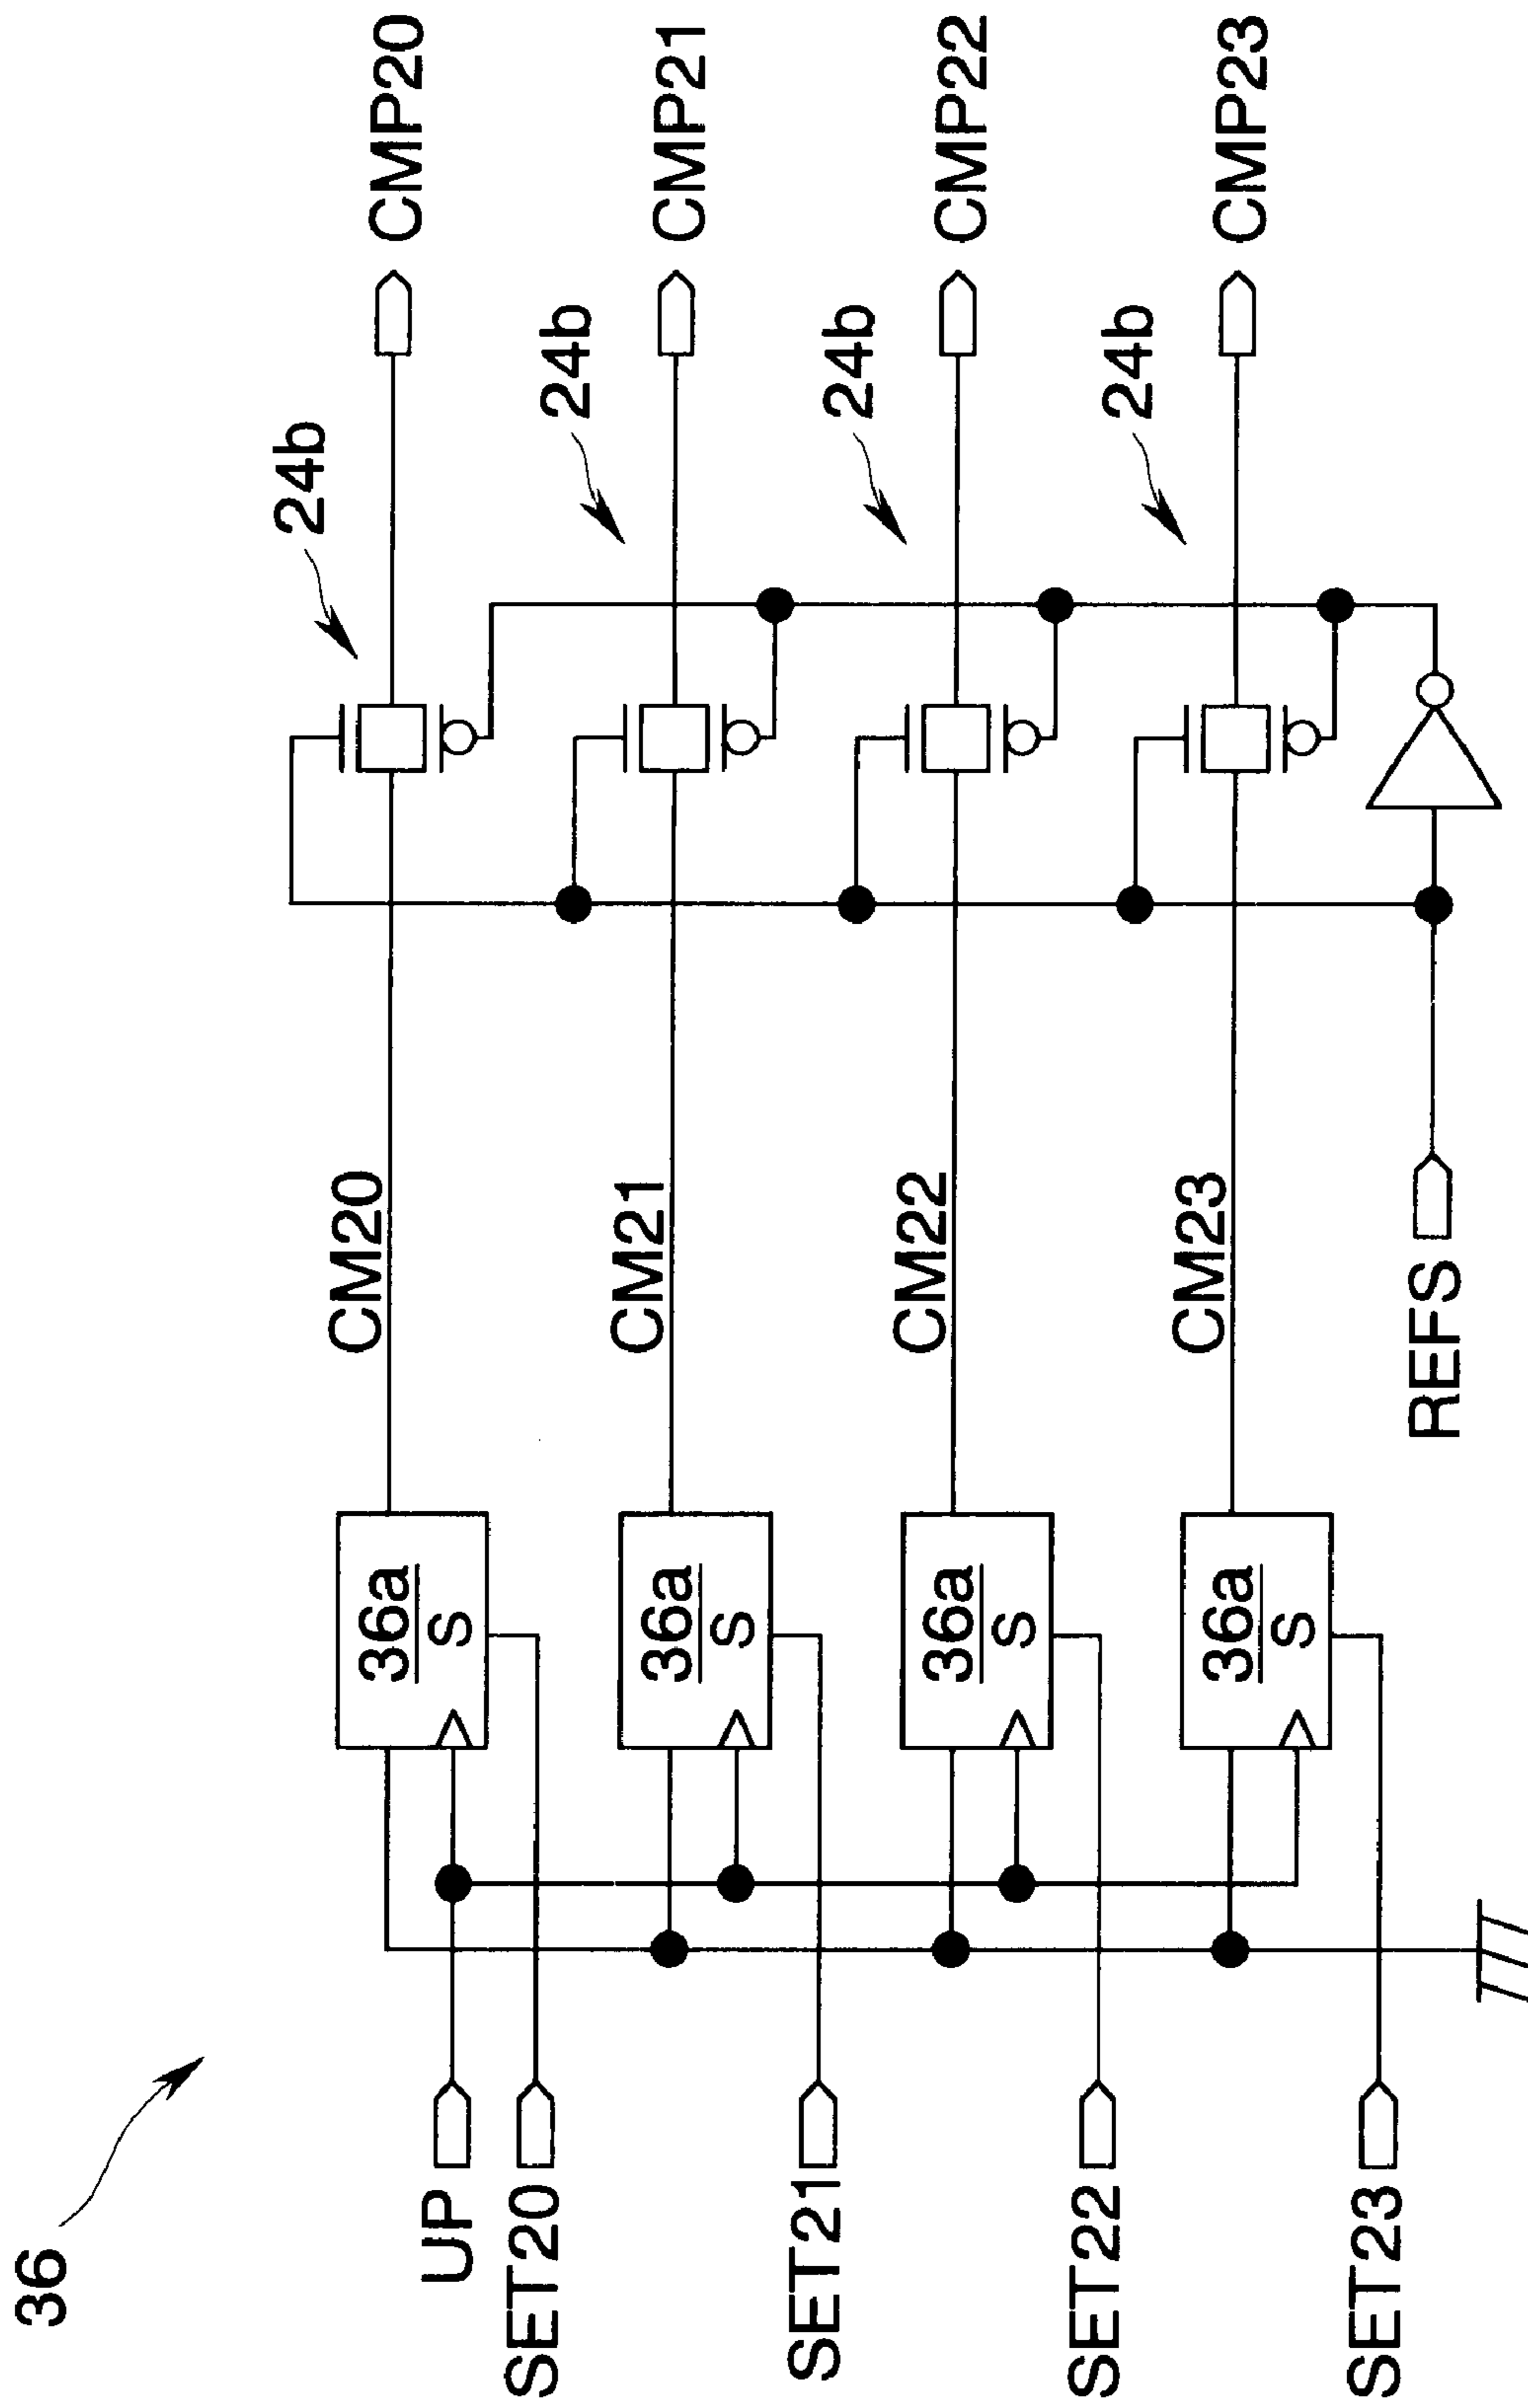 36
UP
SET20
SET21
SET22
SET23
36a
S
36a
S
36a
S
36a
S
CM20
CM21
CM22
CM23
REFS
24b
24b
24b
24b
CMP20
CMP21
CMP22
CMP23